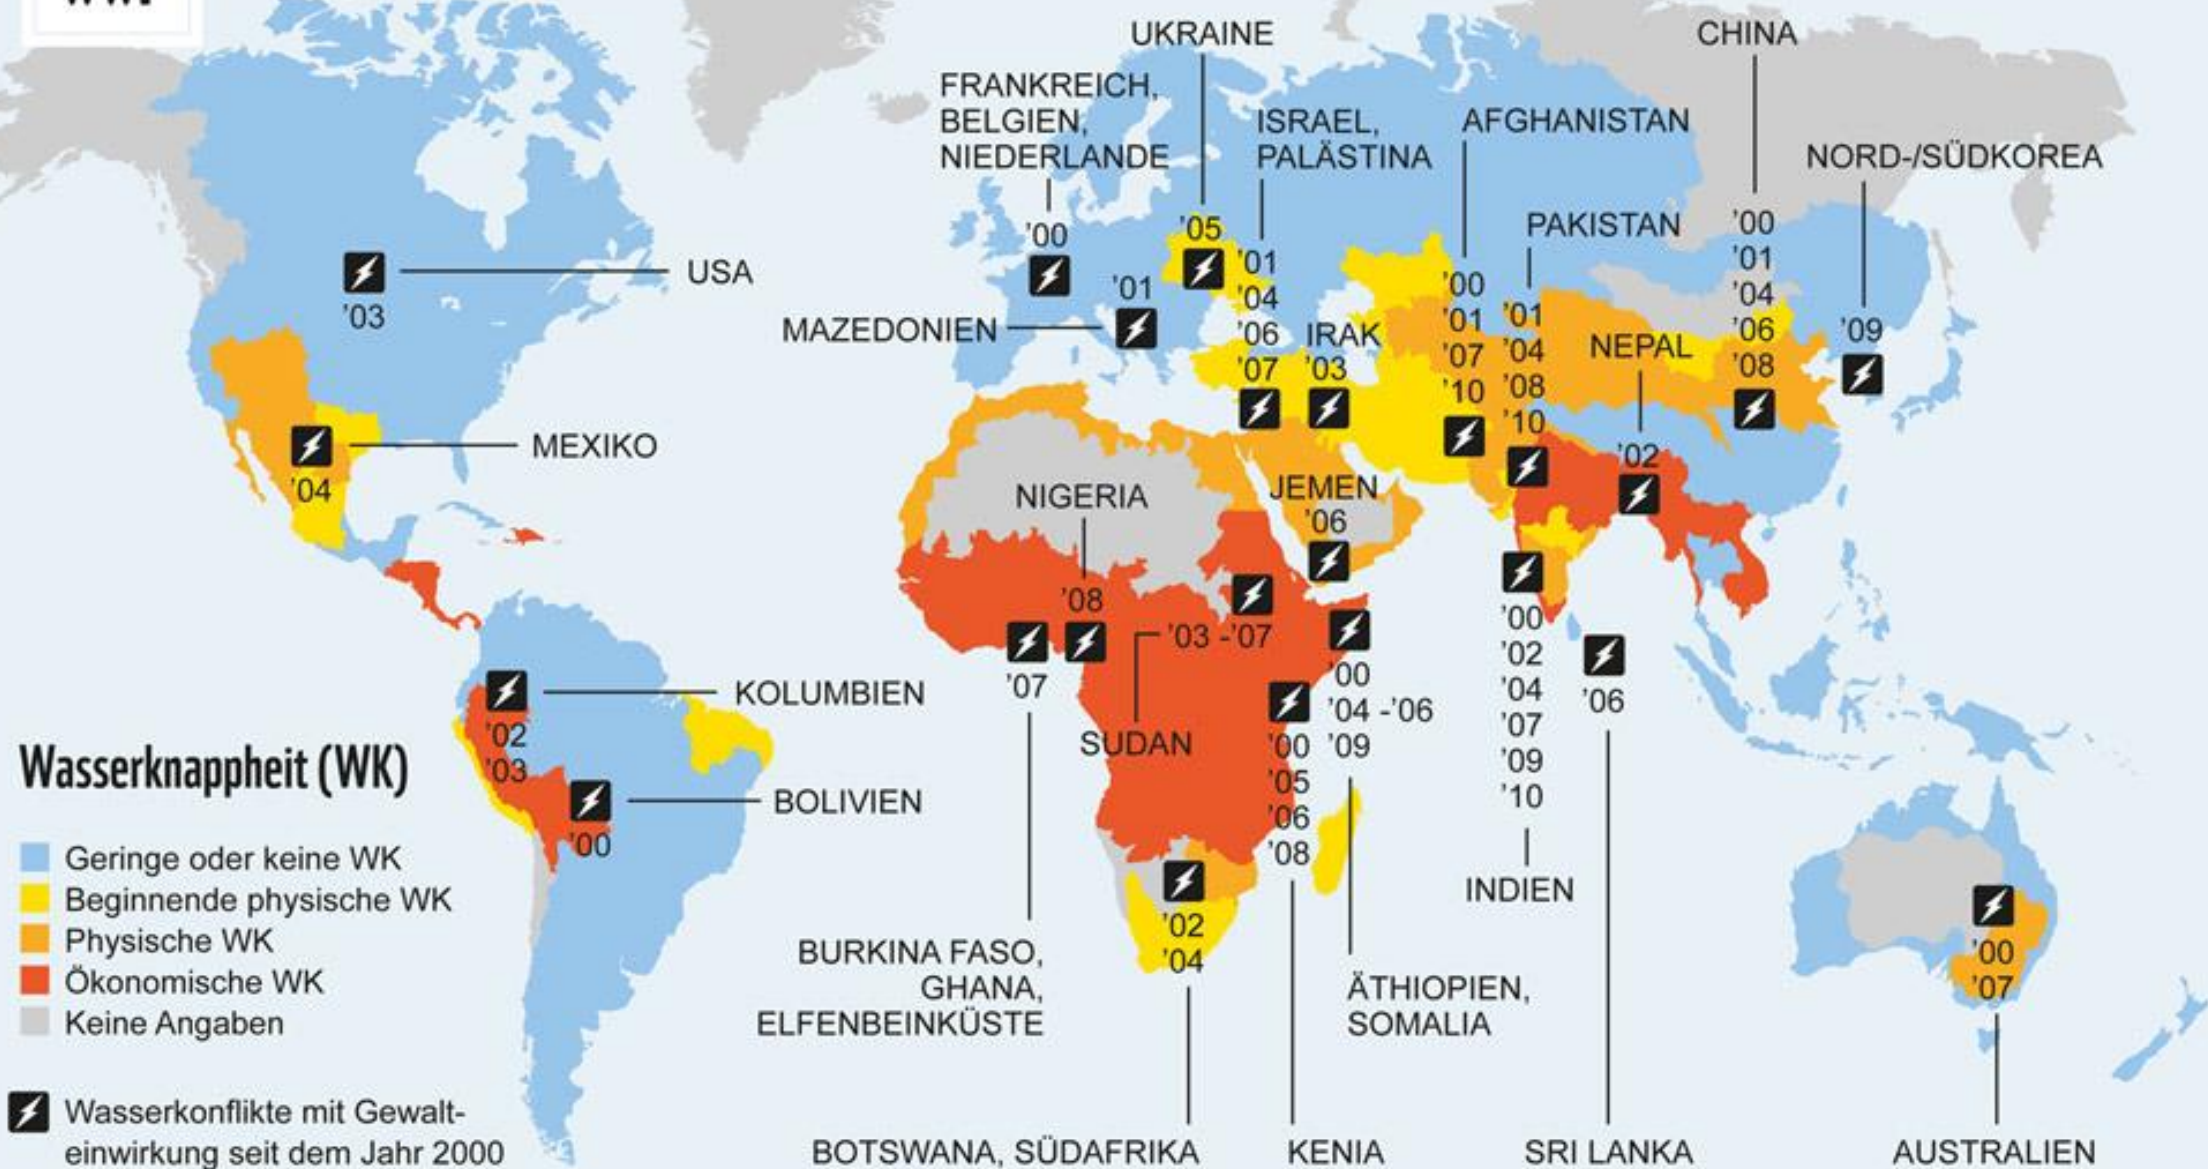 UKRAINE
CHINA
FRANKREICH,
BELGIEN,
NIEDERLANDE
ISRAEL,
PALÄSTINA
AFGHANISTAN
NORD-/SÜDKOREA
PAKISTAN
'00
'05
'01
'04
'06
'07
'00
'01
'07
'10
'01
'04
'08
'10
'00
'01
'04
'06
'08
'09
USA
'03
'01
MAZEDONIEN
IRAK
'03
NEPAL
'02
MEXIKO
'04
NIGERIA
'08
JEMEN
'06
'03 -'07
SUDAN
'07
BURKINA FASO,
GHANA,
ELFENBEINKÜSTE
'00
'04 -'06
'09
ÄTHIOPIEN,
SOMALIA
'00
'05
'06
'08
KENIA
'00
'02
'04
'07
'09
'10
INDIEN
'06
SRI LANKA
KOLUMBIEN
'02
'03
BOLIVIEN
'00
'02
'04
BOTSWANA, SÜDAFRIKA
'00
'07
AUSTRALIEN
Wasserknappheit (WK)
Geringe oder keine WK
Beginnende physische WK
Physische WK
Ökonomische WK
Keine Angaben
Wasserkonflikte mit Gewalt-
einwirkung seit dem Jahr 2000